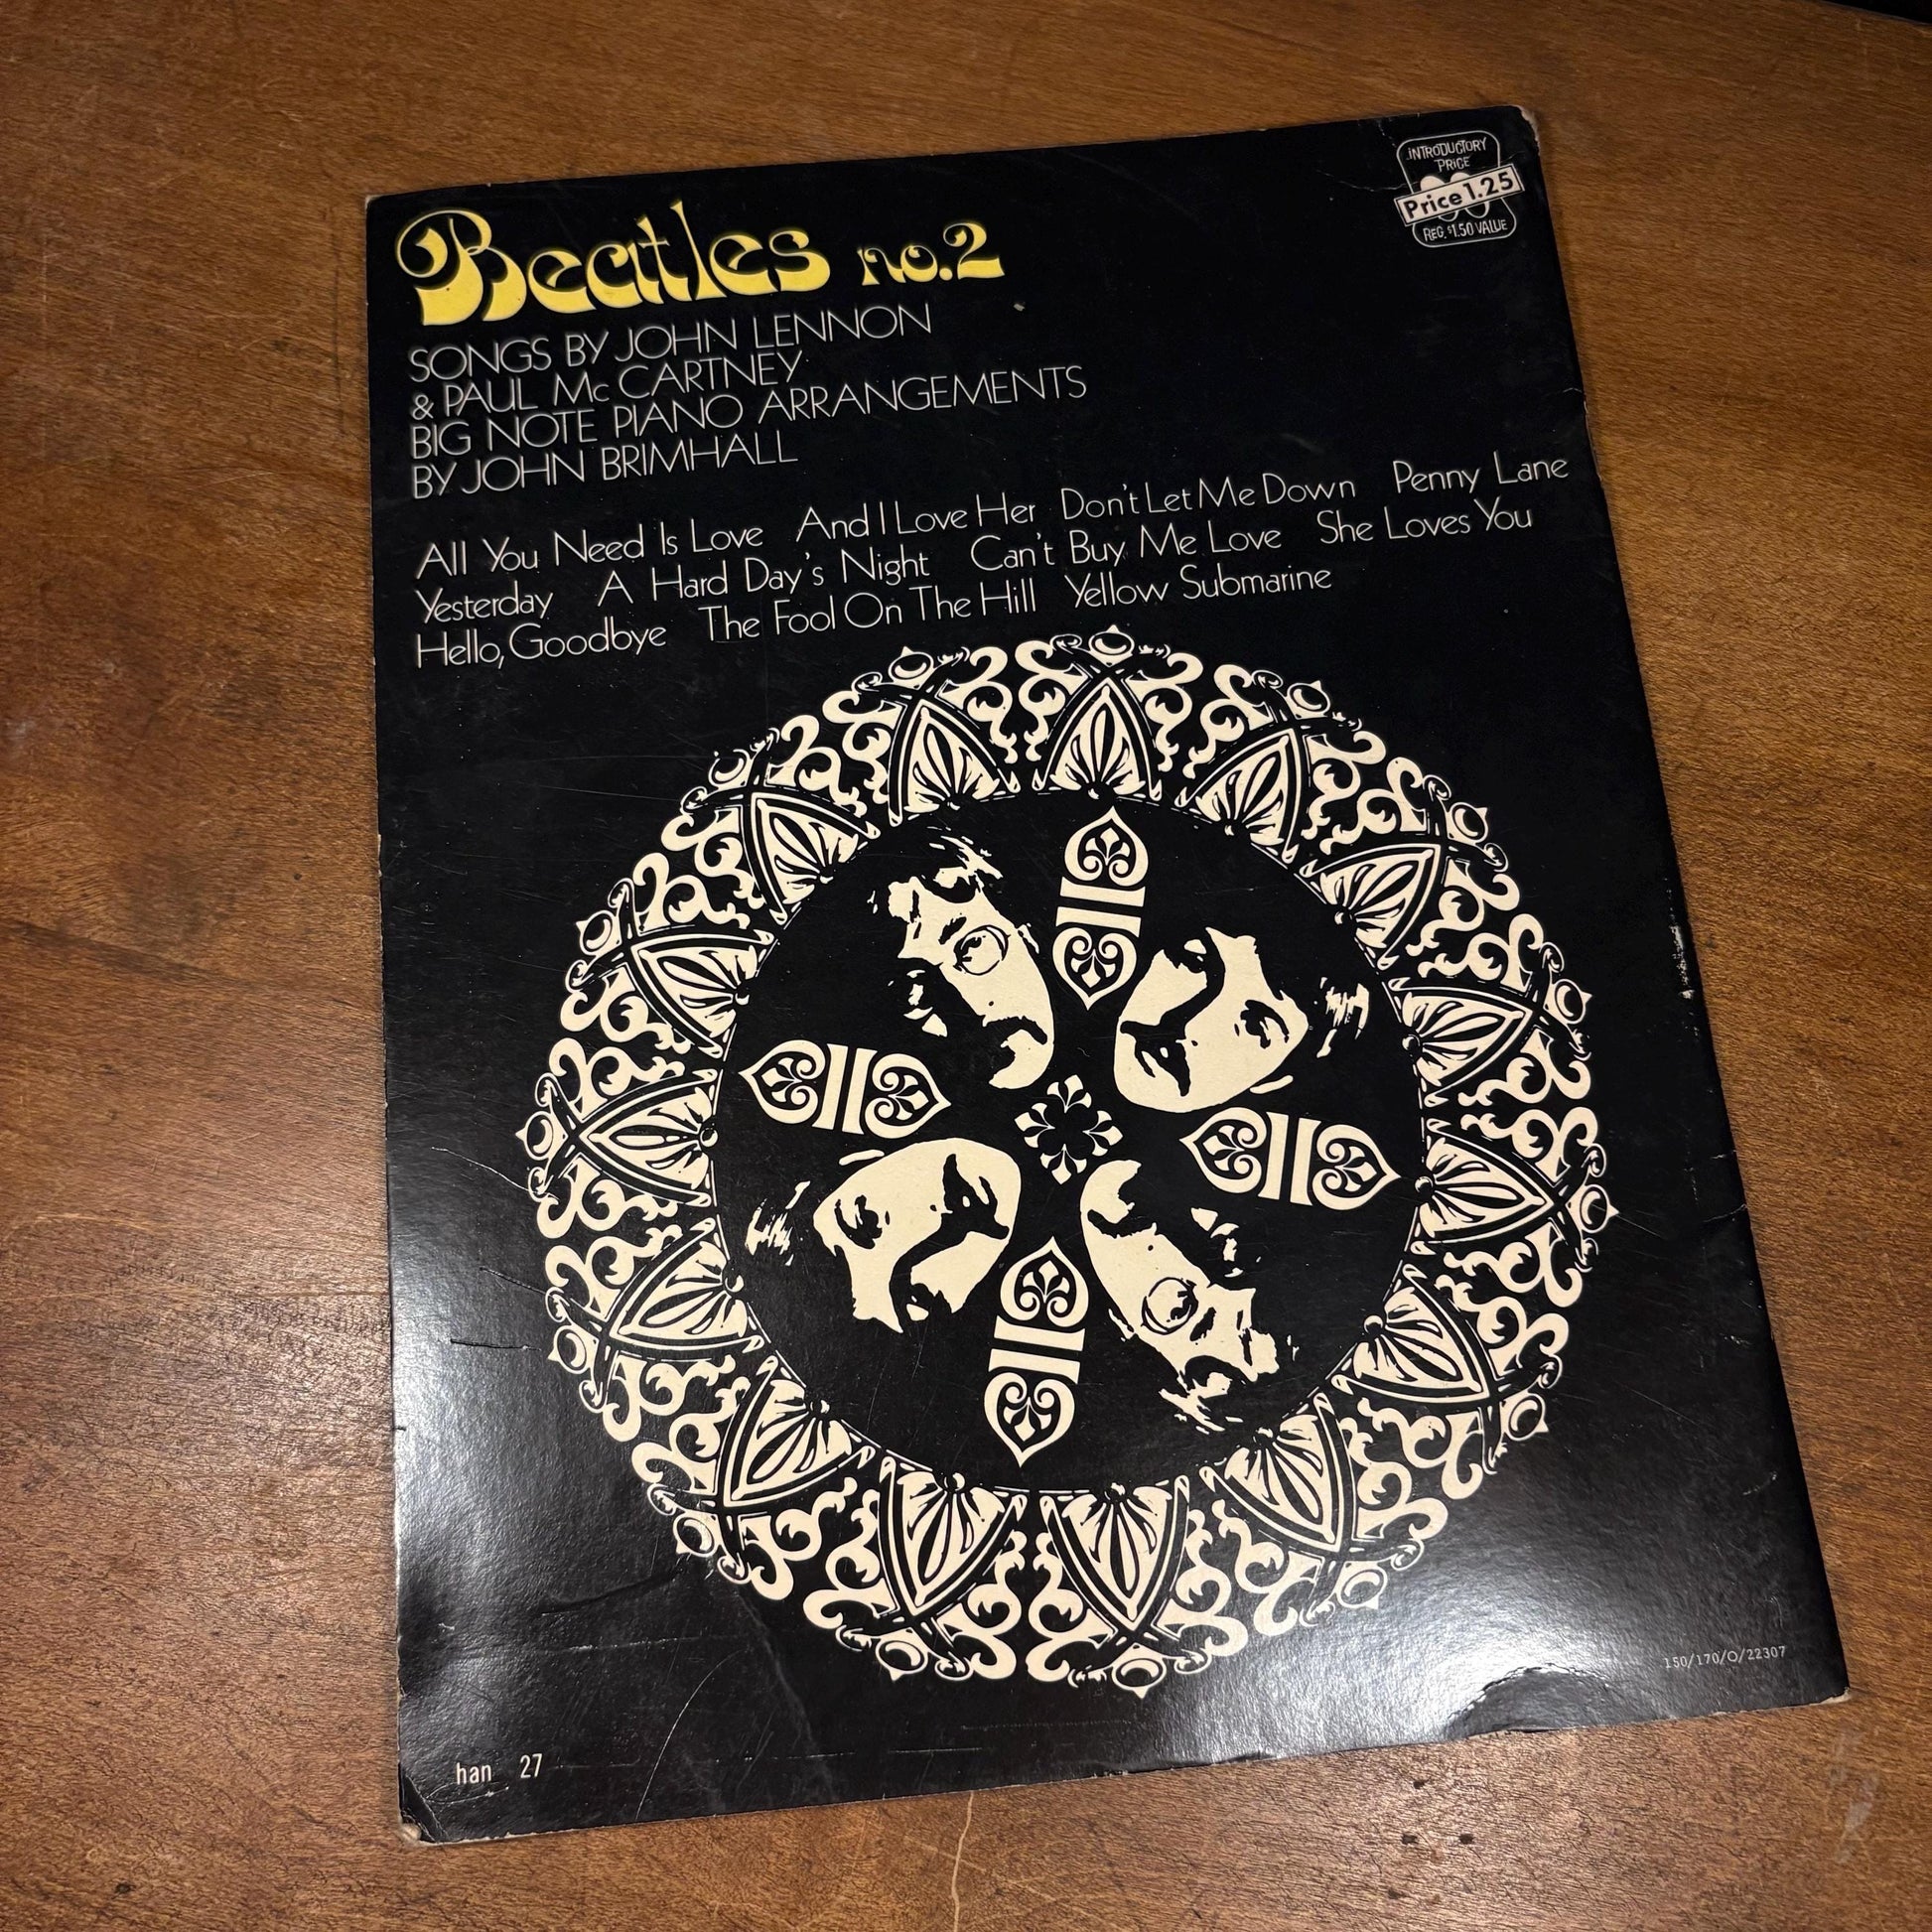 INTRODUCTORY
PRICE
Price 1.25
REG. $1.50 VALUE
Beatles no.2
SONGS BY JOHN LENNON
& PAUL Mc CARTNEY
BIG NOTE PIANO ARRANGEMENTS
BY JOHN BRIMHALL
All You Need Is Love And I Love Her Don't Let Me Down Penny Lane
Yesterday A Hard Day's Night Can't Buy Me Love She Loves You
Hello, Goodbye The Fool On The Hill Yellow Submarine
150/170/O/22307
han 27